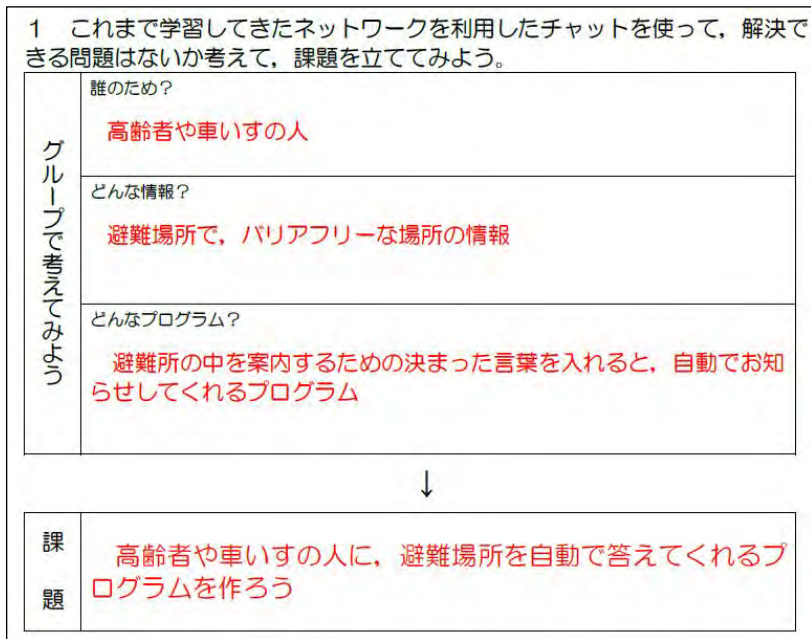 1 これまで学習してきたネットワークを利用したチャットを使って,解決で
きる問題はないか考えて,課題を立ててみよう。
グループで考えてみよう
誰のため?
高齢者や車いすの人
どんな情報?
避難場所で,バリアフリーな場所の情報
どんなプログラム?
避難所の中を案内するための決まった言葉を入れると,自動でお知
らせしてくれるプログラム
↓
課題
高齢者や車いすの人に,避難場所を自動で答えてくれるプ
ログラムを作ろう